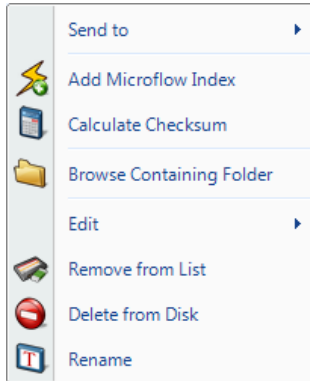 Send to
Add Microflow Index
Calculate Checksum
Browse Containing Folder
Edit
Remove from List
Delete from Disk
T Rename